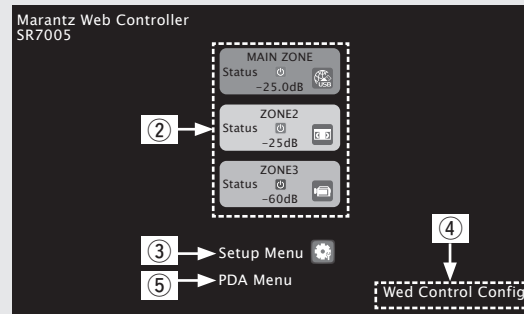 Marantz Web Controller
SR7005
MAIN ZONE
Status
-25.0dB
USB
②
ZONE2
Status
-25dB
ZONE3
Status
-60dB
③ Setup Menu
④
⑤ PDA Menu
Wed Control Config